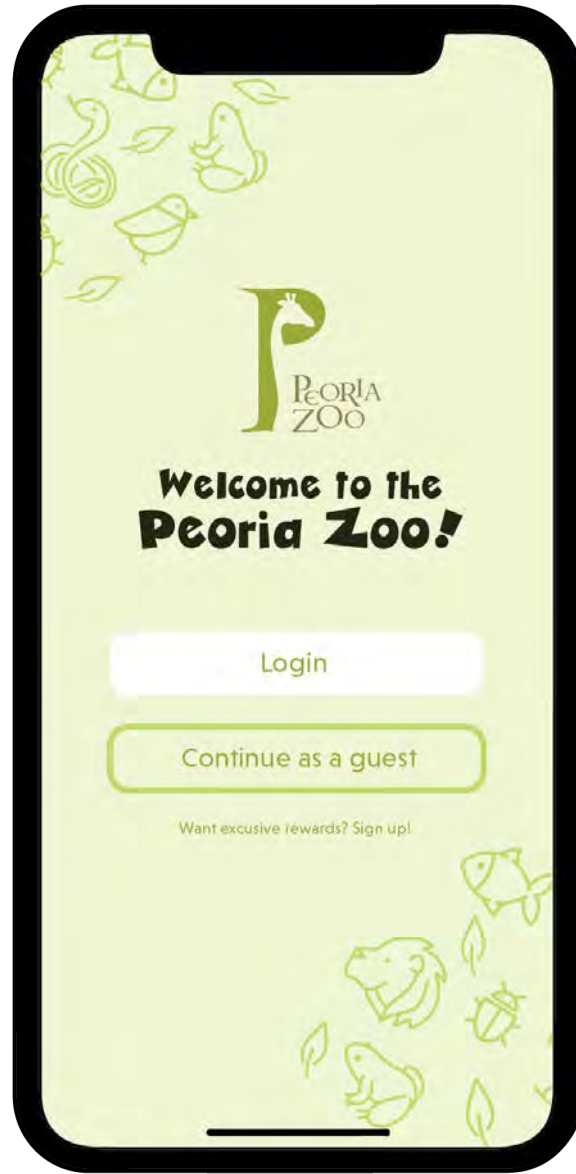 PEORIA
ZOO
Welcome to the
Peoria Zoo!
Login
Continue as a guest
Want excusive rewards? Sign up!